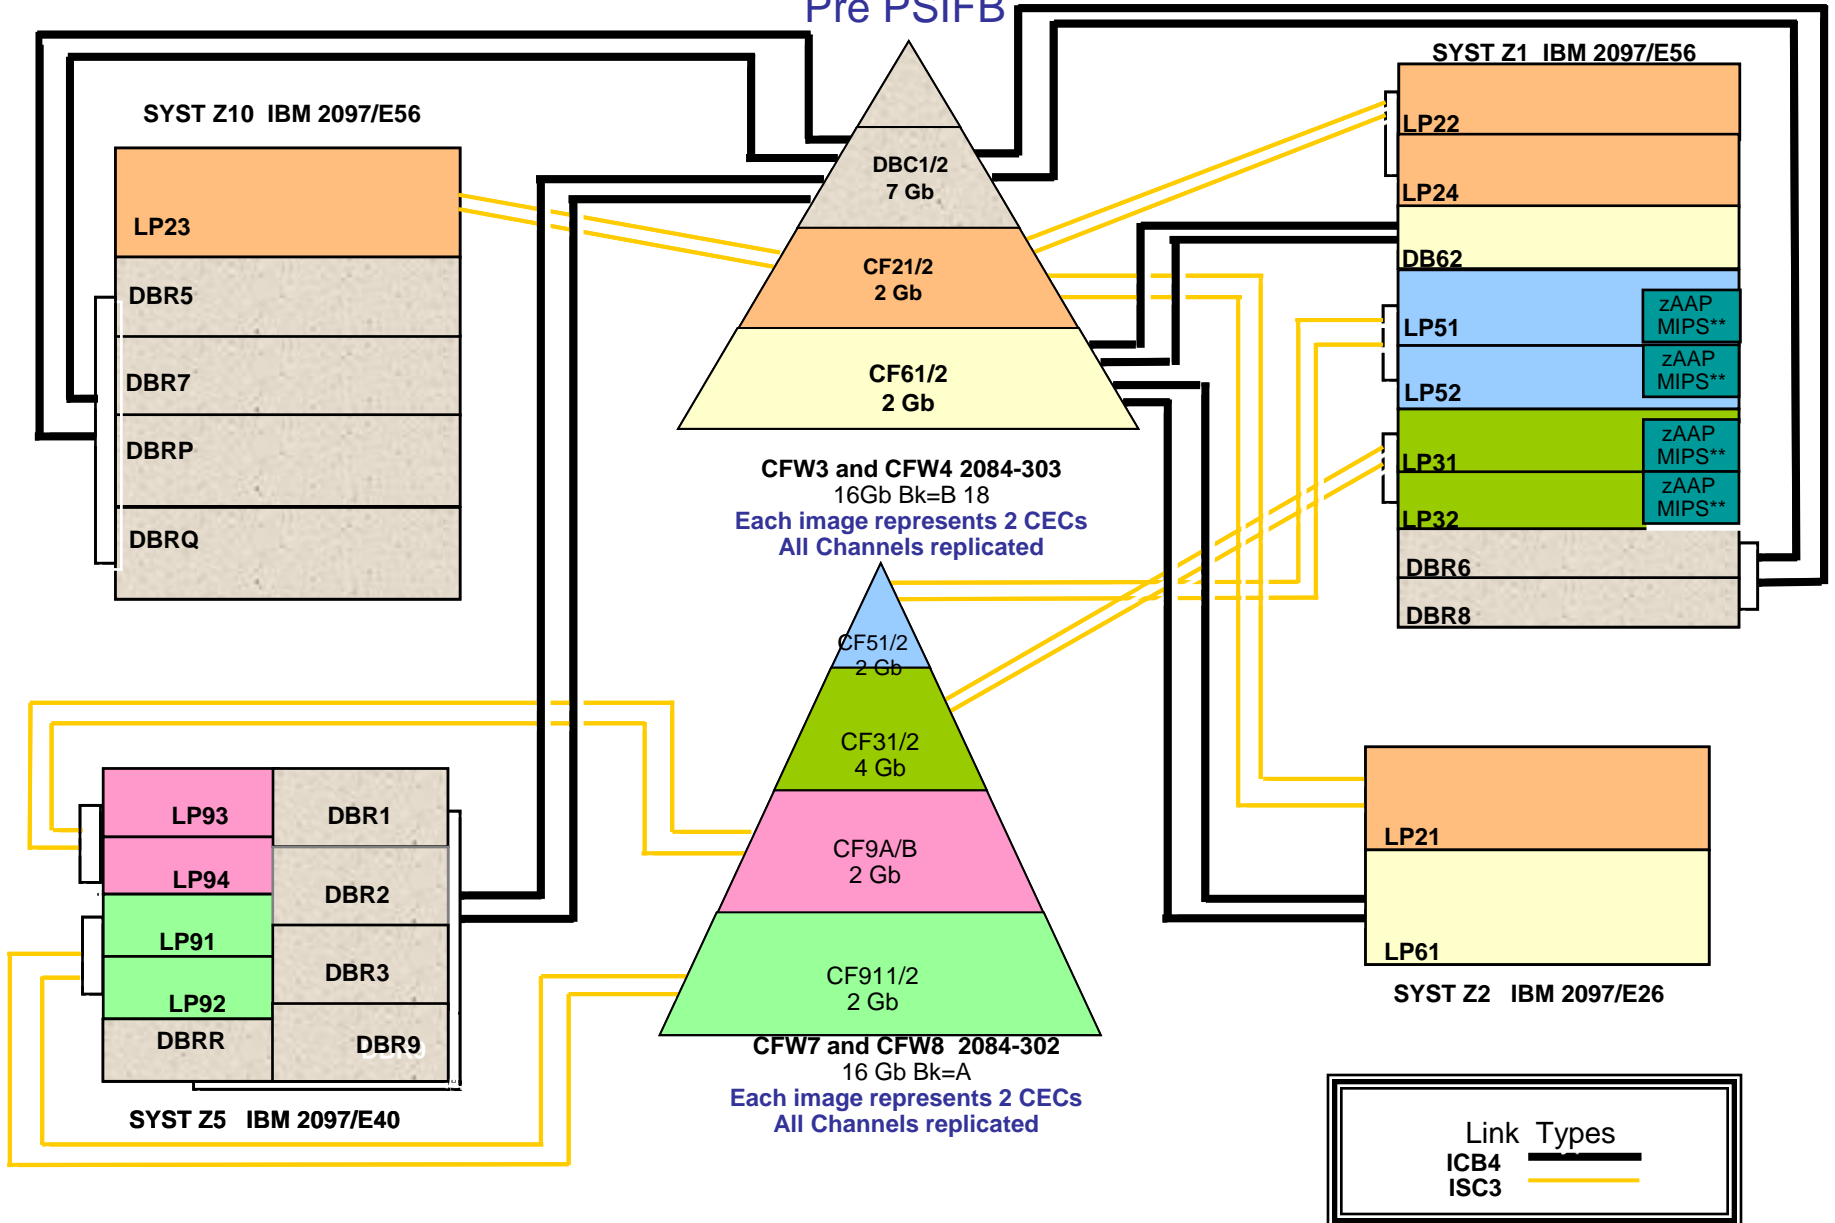 Pre PSIFB
SYST Z10 IBM 2097/E56
LP23
DBR5
DBR7
DBRP
DBRQ
DBC1/2
7 Gb
CF21/2
2 Gb
CF61/2
2 Gb
CFW3 and CFW4 2084-303
16Gb Bk=B 18
Each image represents 2 CECs
All Channels replicated
SYST Z1 IBM 2097/E56
LP22
LP24
DB62
LP51
zAAP
MIPS**
LP52
zAAP
MIPS**
LP31
zAAP
MIPS**
LP32
zAAP
MIPS**
DBR6
DBR8
CF51/2
2 Gb
CF31/2
4 Gb
CF9A/B
2 Gb
CF911/2
2 Gb
CFW7 and CFW8 2084-302
16 Gb Bk=A
Each image represents 2 CECs
All Channels replicated
LP93
DBR1
LP94
DBR2
LP91
DBR3
LP92
DBRR
DBR9
SYST Z5 IBM 2097/E40
LP21
LP61
SYST Z2 IBM 2097/E26
Link Types
ICB4
ISC3